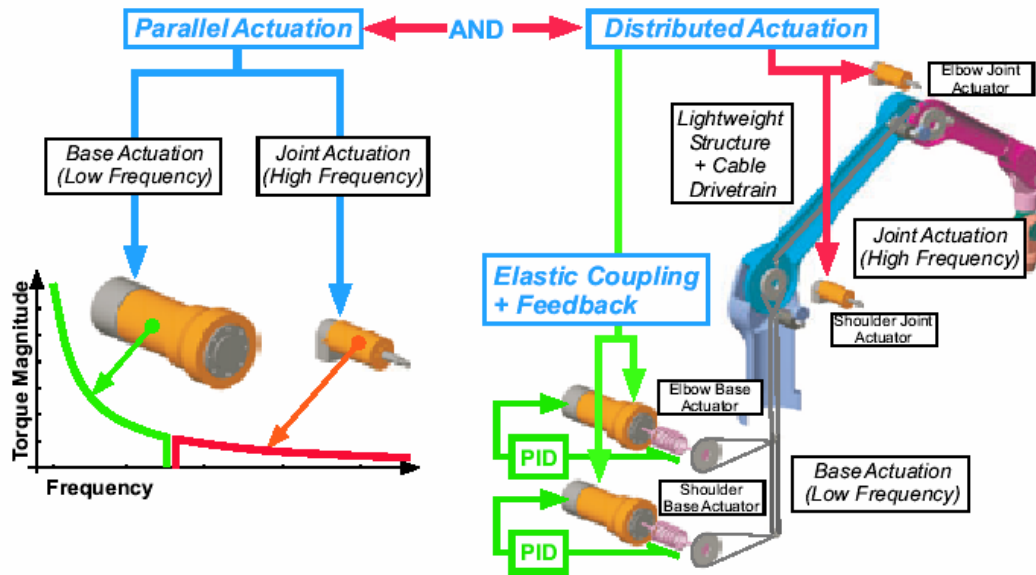 Parallel Actuation
AND
Distributed Actuation
Base Actuation
(Low Frequency)
Joint Actuation
(High Frequency)
Lightweight
Structure
+ Cable
Drivetrain
Elbow Joint
Actuator
Joint Actuation
(High Frequency)
Shoulder Joint
Actuator
Elastic Coupling
+ Feedback
Elbow Base
Actuator
PID
Shoulder
Base Actuator
PID
Base Actuation
(Low Frequency)
Torque Magnitude
Frequency